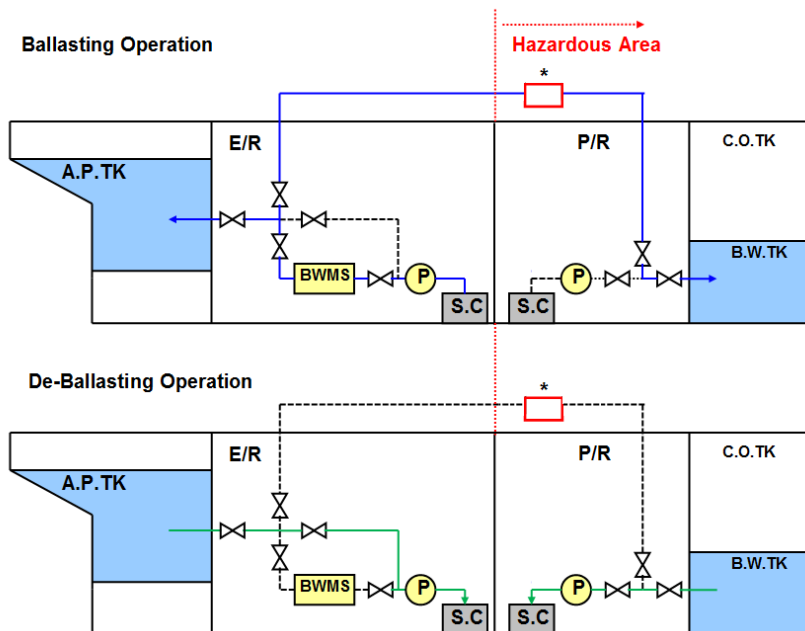 Ballasting Operation
Hazardous Area
*
E/R
P/R
C.O.TK
A.P.TK
B.W.TK
BWMS
P
P
S.C
S.C
De-Ballasting Operation
*
E/R
P/R
C.O.TK
A.P.TK
B.W.TK
BWMS
P
P
S.C
S.C